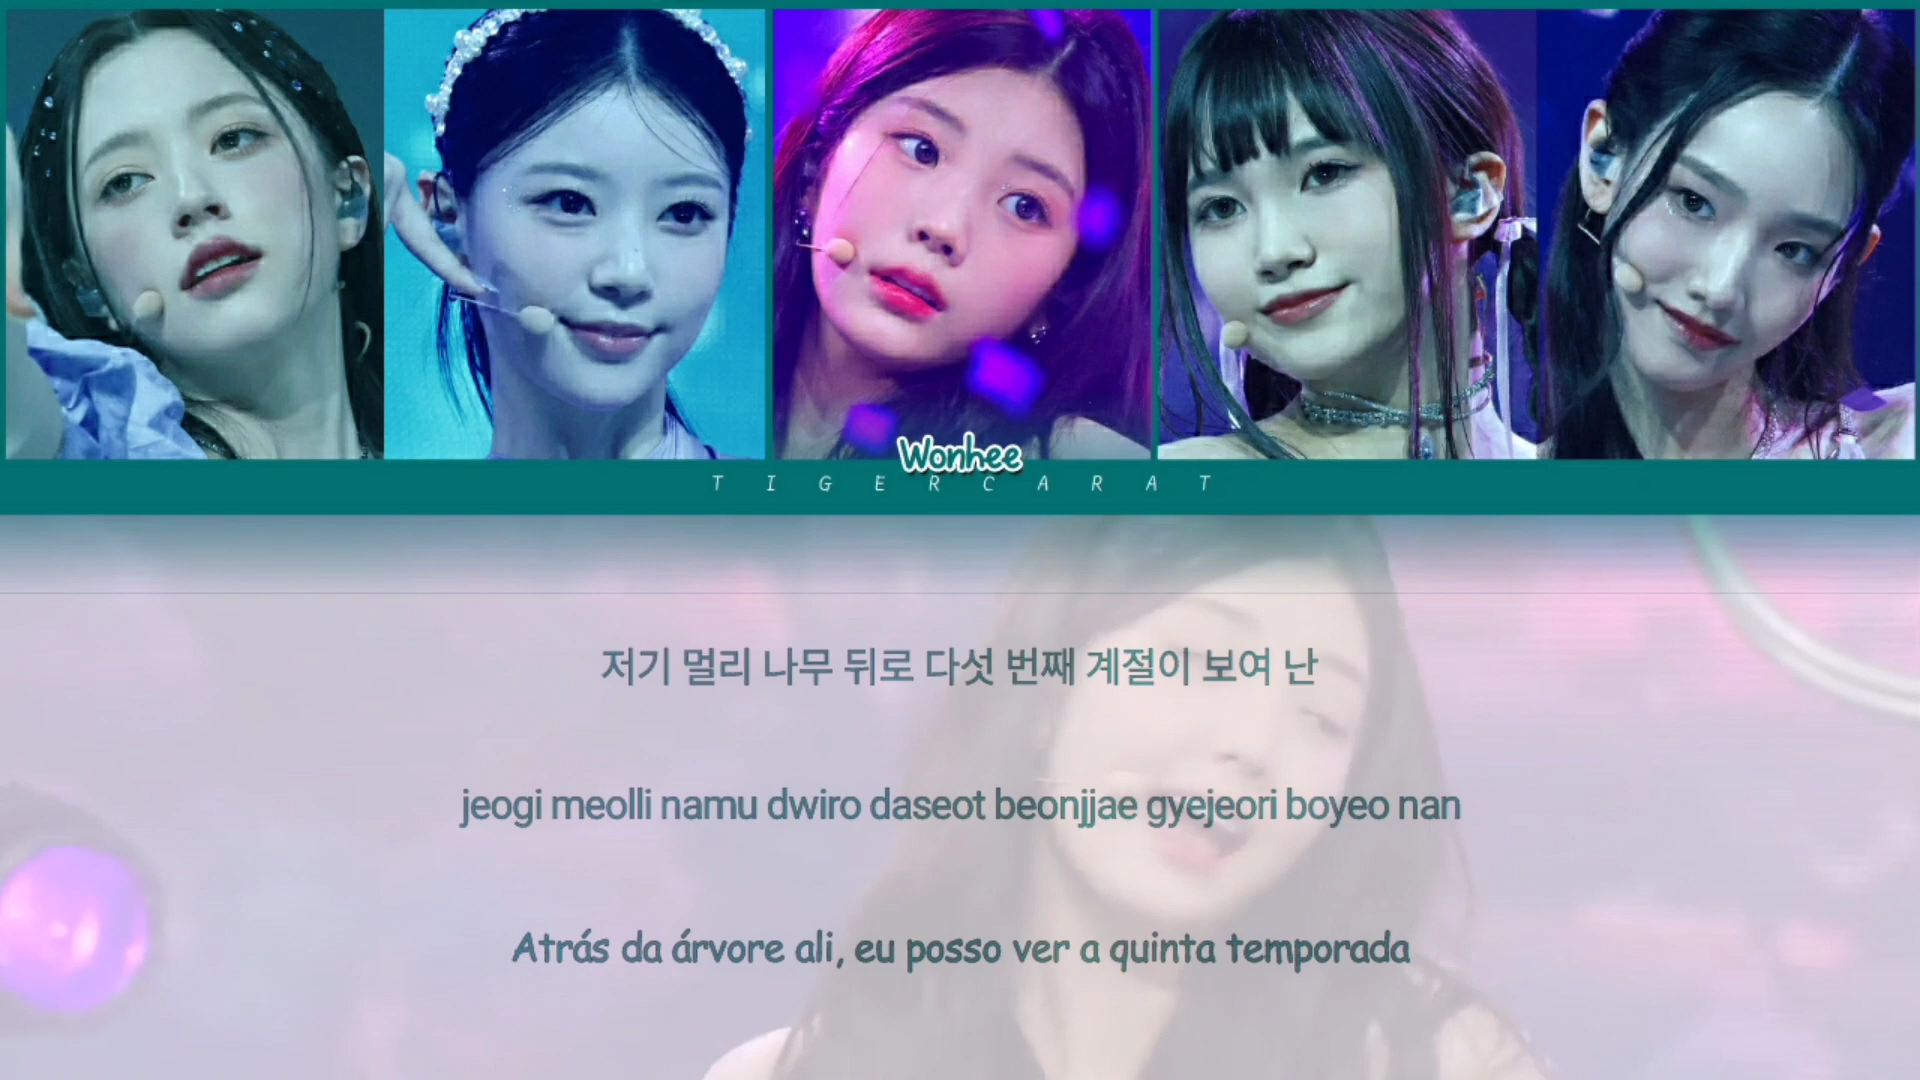 Wonhee
TIGERCARAT
저기 멀리 나무 뒤로 다섯 번째 계절이 보여 난
jeogi meolli namu dwiro daseot beonjjae gyejeori boyeo nan
Atrás da árvore ali, eu posso ver a quinta temporada